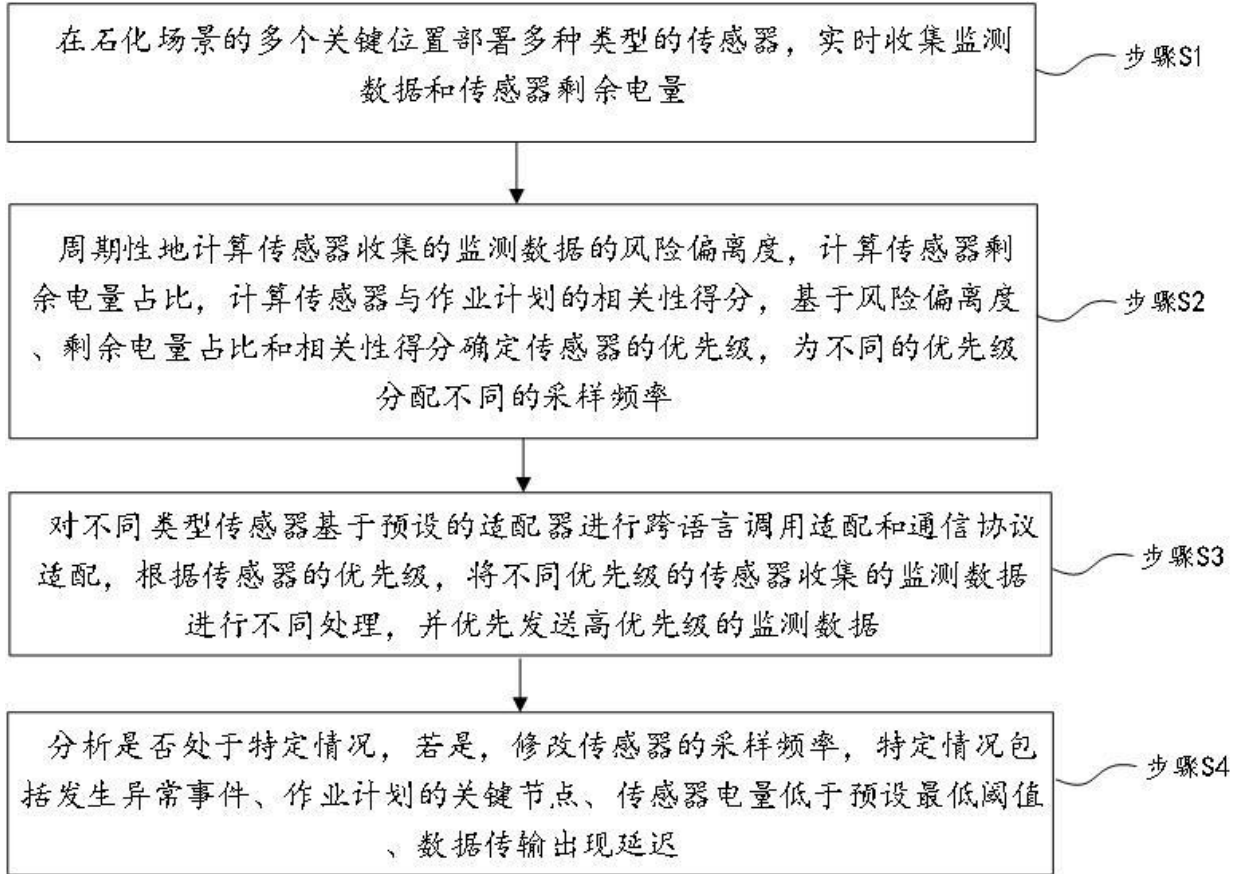 在石化场景的多个关键位置部署多种类型的传感器，实时收集监测
数据和传感器剩余电量
步骤S1
周期性地计算传感器收集的监测数据的风险偏离度，计算传感器剩
余电量占比，计算传感器与作业计划的相关性得分，基于风险偏离度
、剩余电量占比和相关性得分确定传感器的优先级，为不同的优先级
分配不同的采样频率
步骤S2
对不同类型传感器基于预设的适配器进行跨语言调用适配和通信协议
适配，根据传感器的优先级，将不同优先级的传感器收集的监测数据
进行不同处理，并优先发送高优先级的监测数据
步骤S3
分析是否处于特定情况，若是，修改传感器的采样频率，特定情况包
括发生异常事件、作业计划的关键节点、传感器电量低于预设最低阈值
、数据传输出现延迟
步骤S4